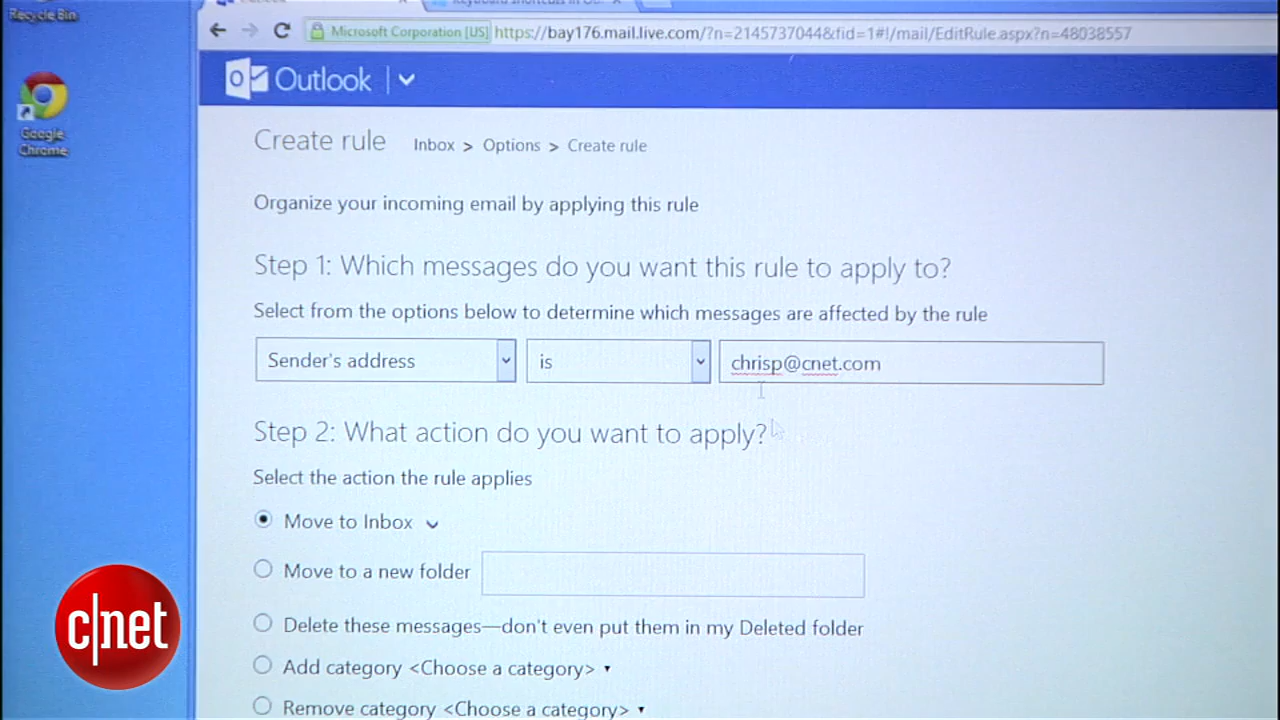 Recycle Bin
Microsoft Corporation [US] https://bay176.mail.live.com/?n=2145737044&fid=1#!/mail/EditRule.aspx?n=48038557
Outlook
Google Chrome
Create rule Inbox > Options > Create rule
Organize your incoming email by applying this rule
Step 1: Which messages do you want this rule to apply to?
Select from the options below to determine which messages are affected by the rule
Sender's address is chrisp@cnet.com
Step 2: What action do you want to apply?
Select the action the rule applies
Move to Inbox
Move to a new folder
Delete these messages—don't even put them in my Deleted folder
Add category <Choose a category>
Remove category <Choose a category>
c|net